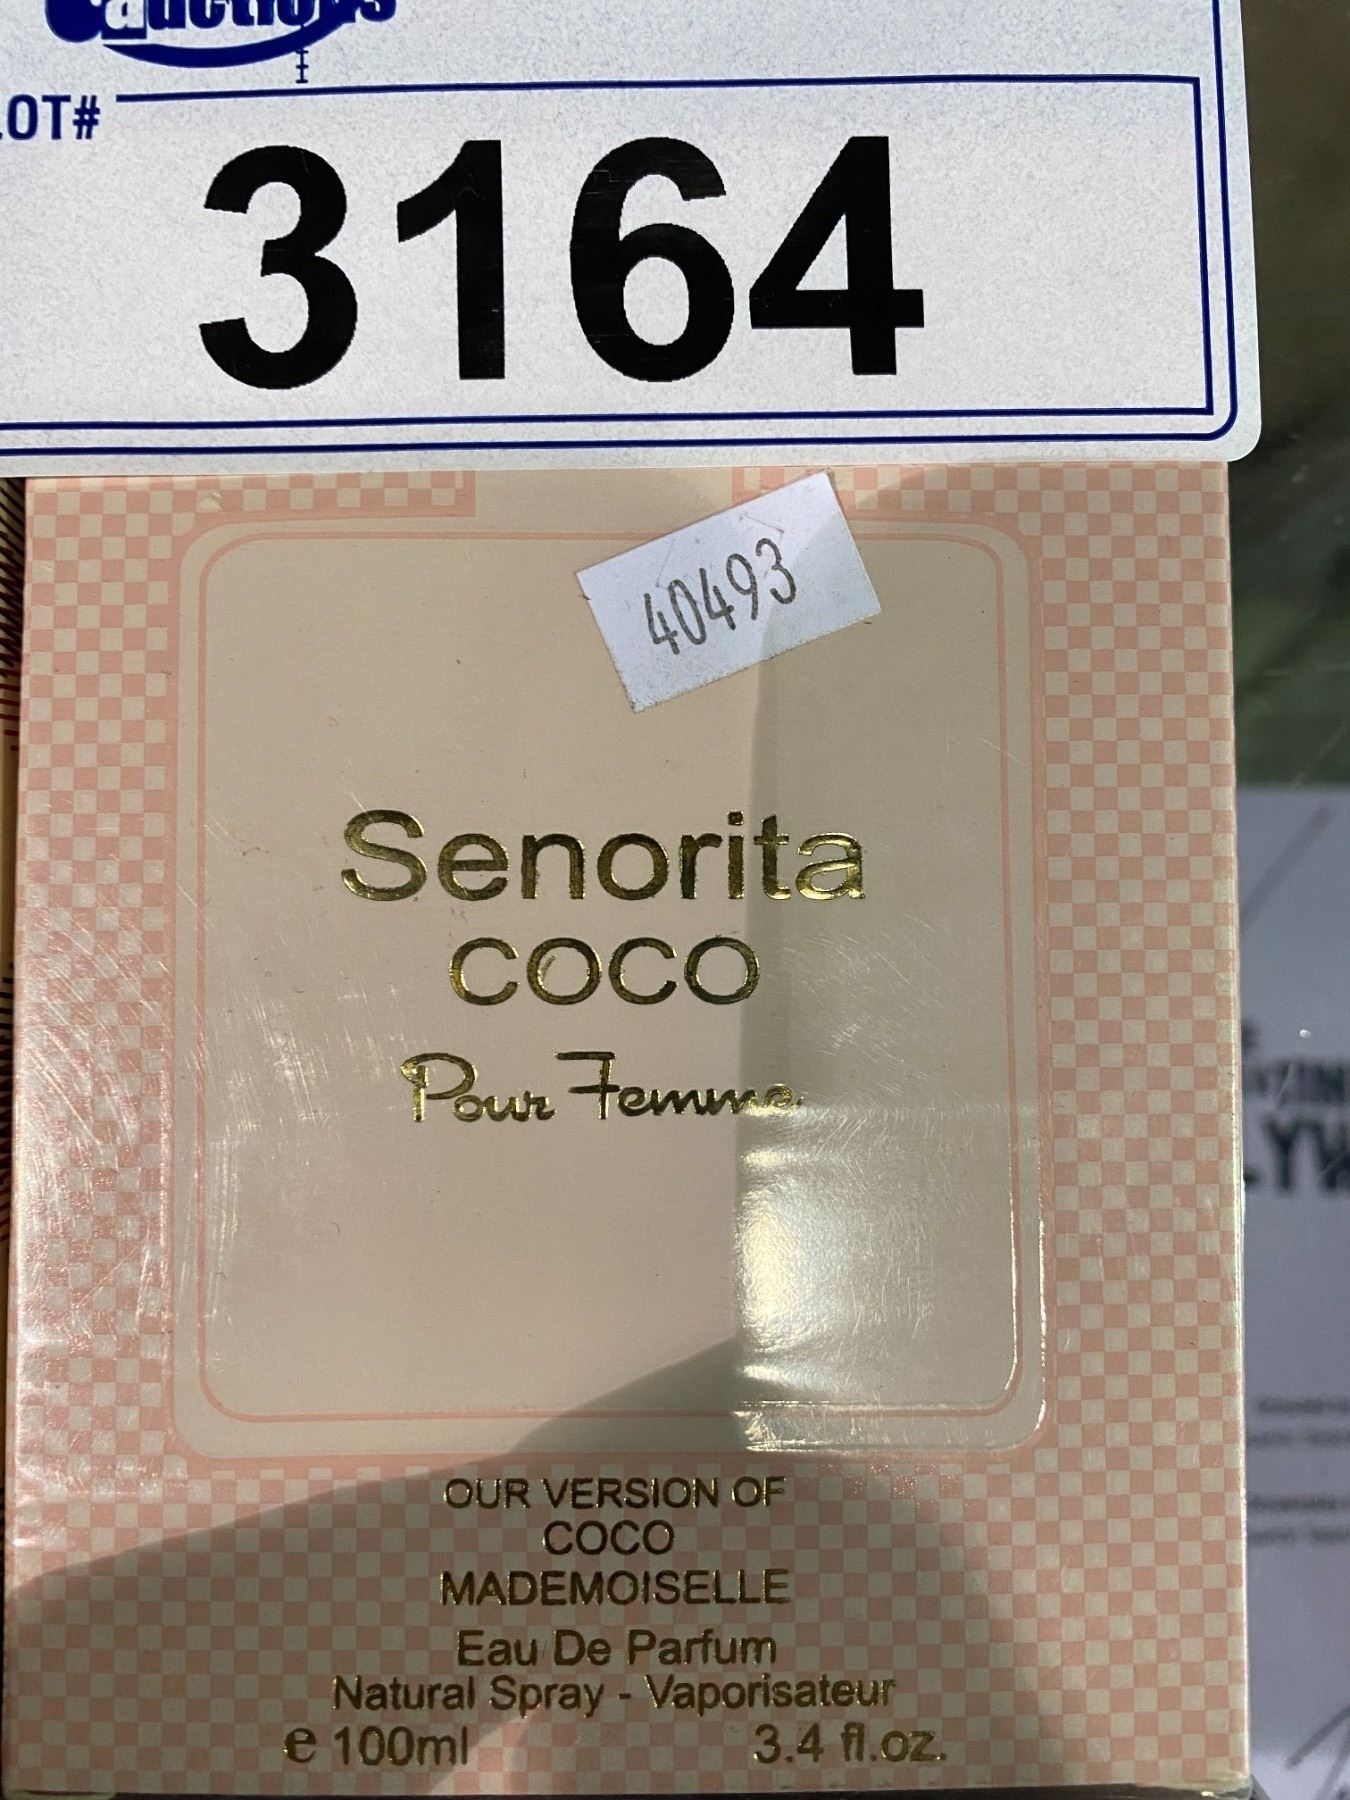 auctions
LOT#
3164
40493
Senorita
COCO
Pour Femme
OUR VERSION OF
COCO
MADEMOISELLE
Eau De Parfum
Natural Spray - Vaporisateur
e 100ml 3.4 fl.oz.